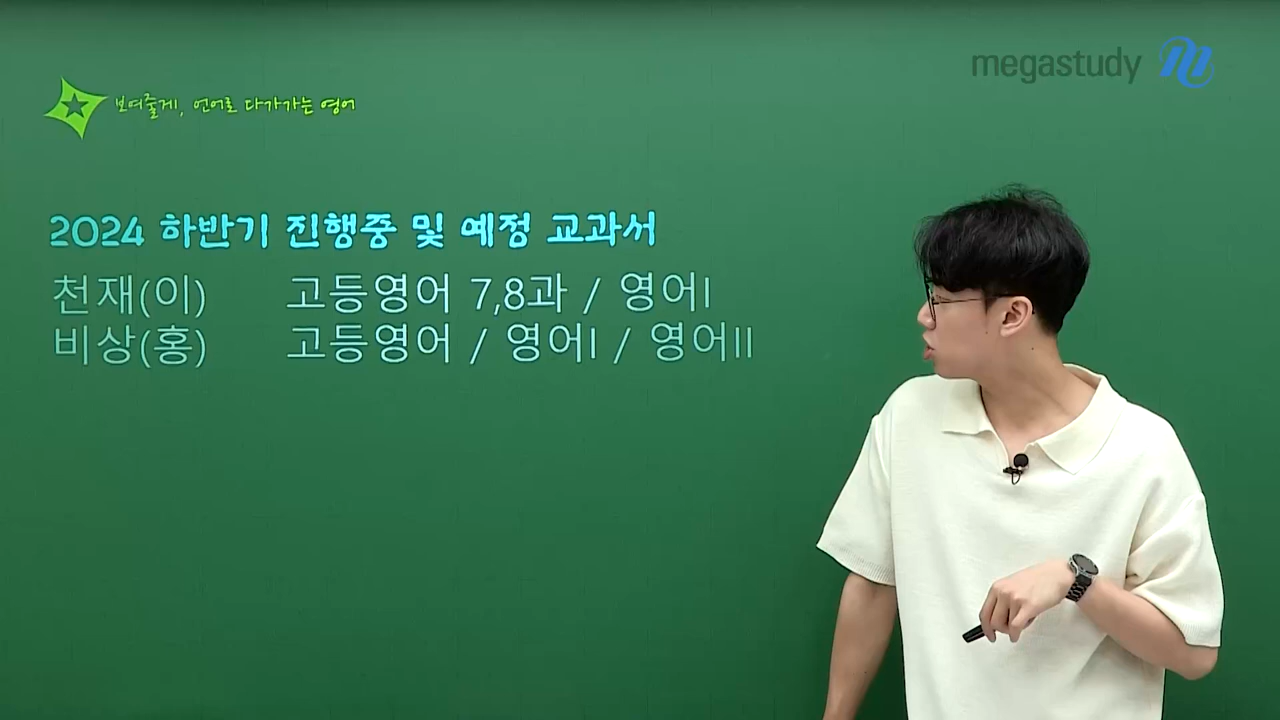 megastudy
보여줄게, 언어로 다가가는 영어
2024 하반기 진행중 및 예정 교과서
천재(이) 고등영어 7,8과 / 영어I
비상(홍) 고등영어 / 영어I / 영어II